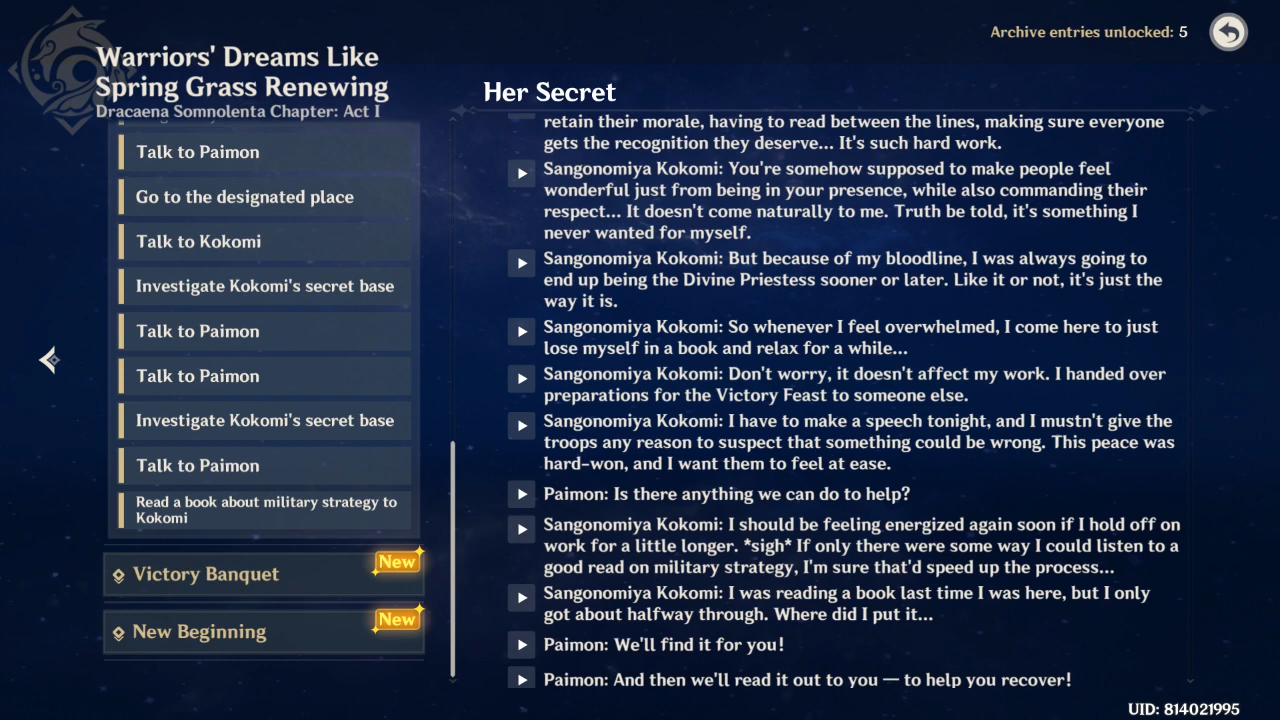 Archive entries unlocked: 5
Warriors' Dreams Like
Spring Grass Renewing
Dracaena Somnolenta Chapter: Act I
Talk to Paimon
Go to the designated place
Talk to Kokomi
Investigate Kokomi's secret base
Talk to Paimon
Talk to Paimon
Investigate Kokomi's secret base
Talk to Paimon
Read a book about military strategy to
Kokomi
Victory Banquet
New
New Beginning
New
Her Secret
retain their morale, having to read between the lines, making sure everyone
gets the recognition they deserve... It's such hard work.
Sangonomiya Kokomi: You're somehow supposed to make people feel
wonderful just from being in your presence, while also commanding their
respect... It doesn't come naturally to me. Truth be told, it's something I
never wanted for myself.
Sangonomiya Kokomi: But because of my bloodline, I was always going to
end up being the Divine Priestess sooner or later. Like it or not, it's just the
way it is.
Sangonomiya Kokomi: So whenever I feel overwhelmed, I come here to just
lose myself in a book and relax for a while...
Sangonomiya Kokomi: Don't worry, it doesn't affect my work. I handed over
preparations for the Victory Feast to someone else.
Sangonomiya Kokomi: I have to make a speech tonight, and I mustn't give the
troops any reason to suspect that something could be wrong. This peace was
hard-won, and I want them to feel at ease.
Paimon: Is there anything we can do to help?
Sangonomiya Kokomi: I should be feeling energized again soon if I hold off on
work for a little longer. *sigh* If only there were some way I could listen to a
good read on military strategy, I'm sure that'd speed up the process...
Sangonomiya Kokomi: I was reading a book last time I was here, but I only
got about halfway through. Where did I put it...
Paimon: We'll find it for you!
Paimon: And then we'll read it out to you — to help you recover!
UID: 814021995